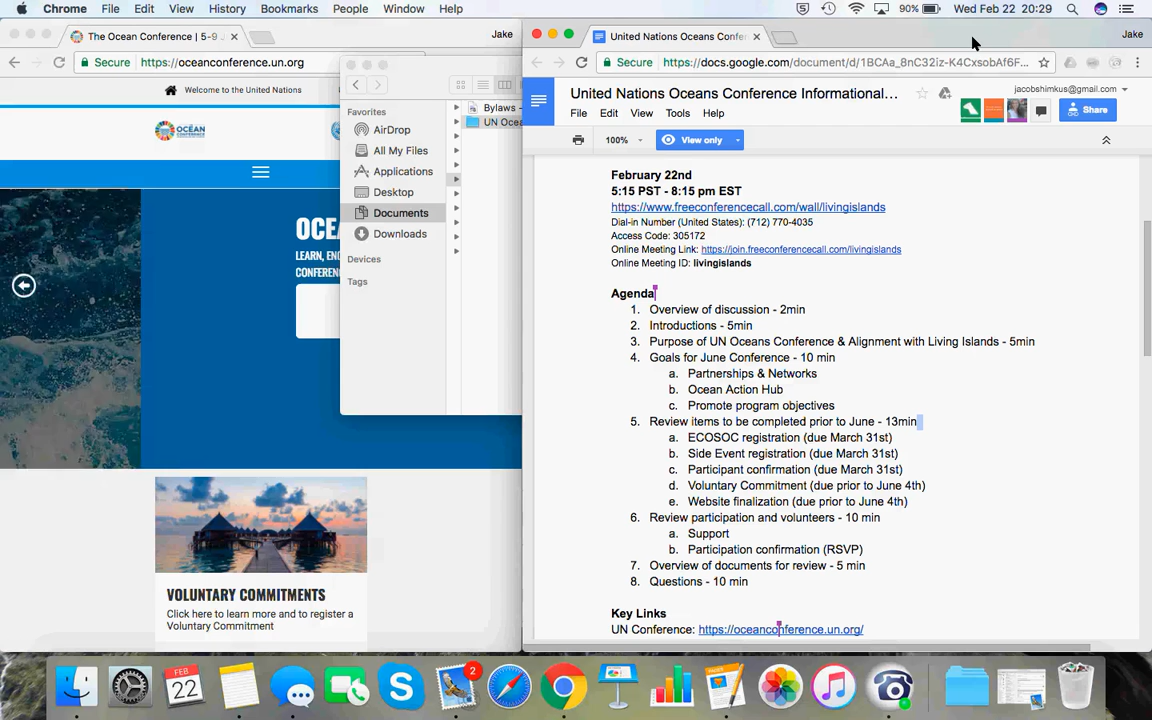 Chrome File Edit View History Bookmarks People Window Help
90% Wed Feb 22 20:29
The Ocean Conference | 5-9
Jake
Secure https://oceanconference.un.org
Welcome to the United Nations
LEARN, EN
CONFERENC
VOLUNTARY COMMITMENTS
Click here to learn more and to register a
Voluntary Commitment
Favorites
AirDrop
All My Files
Applications
Desktop
Documents
Downloads
Devices
Tags
Bylaws -
UN Ocea
United Nations Oceans Confer
Jake
Secure https://docs.google.com/document/d/1BCAa_8nC32iz-K4CxsobAf6F...
United Nations Oceans Conference Informational...
jacobshimkus@gmail.com
File Edit View Tools Help
Share
100% View only
February 22nd
5:15 PST - 8:15 pm EST
https://www.freeconferencecall.com/wall/livingislands
Dial-in Number (United States): (712) 770-4035
Access Code: 305172
Online Meeting Link: https://join.freeconferencecall.com/livingislands
Online Meeting ID: livingislands
Agenda
1. Overview of discussion - 2min
2. Introductions - 5min
3. Purpose of UN Oceans Conference & Alignment with Living Islands - 5min
4. Goals for June Conference - 10 min
a. Partnerships & Networks
b. Ocean Action Hub
c. Promote program objectives
5. Review items to be completed prior to June - 13min
a. ECOSOC registration (due March 31st)
b. Side Event registration (due March 31st)
c. Participant confirmation (due March 31st)
d. Voluntary Commitment (due prior to June 4th)
e. Website finalization (due prior to June 4th)
6. Review participation and volunteers - 10 min
a. Support
b. Participation confirmation (RSVP)
7. Overview of documents for review - 5 min
8. Questions - 10 min
Key Links
UN Conference: https://oceanconference.un.org/
FEB
22
2